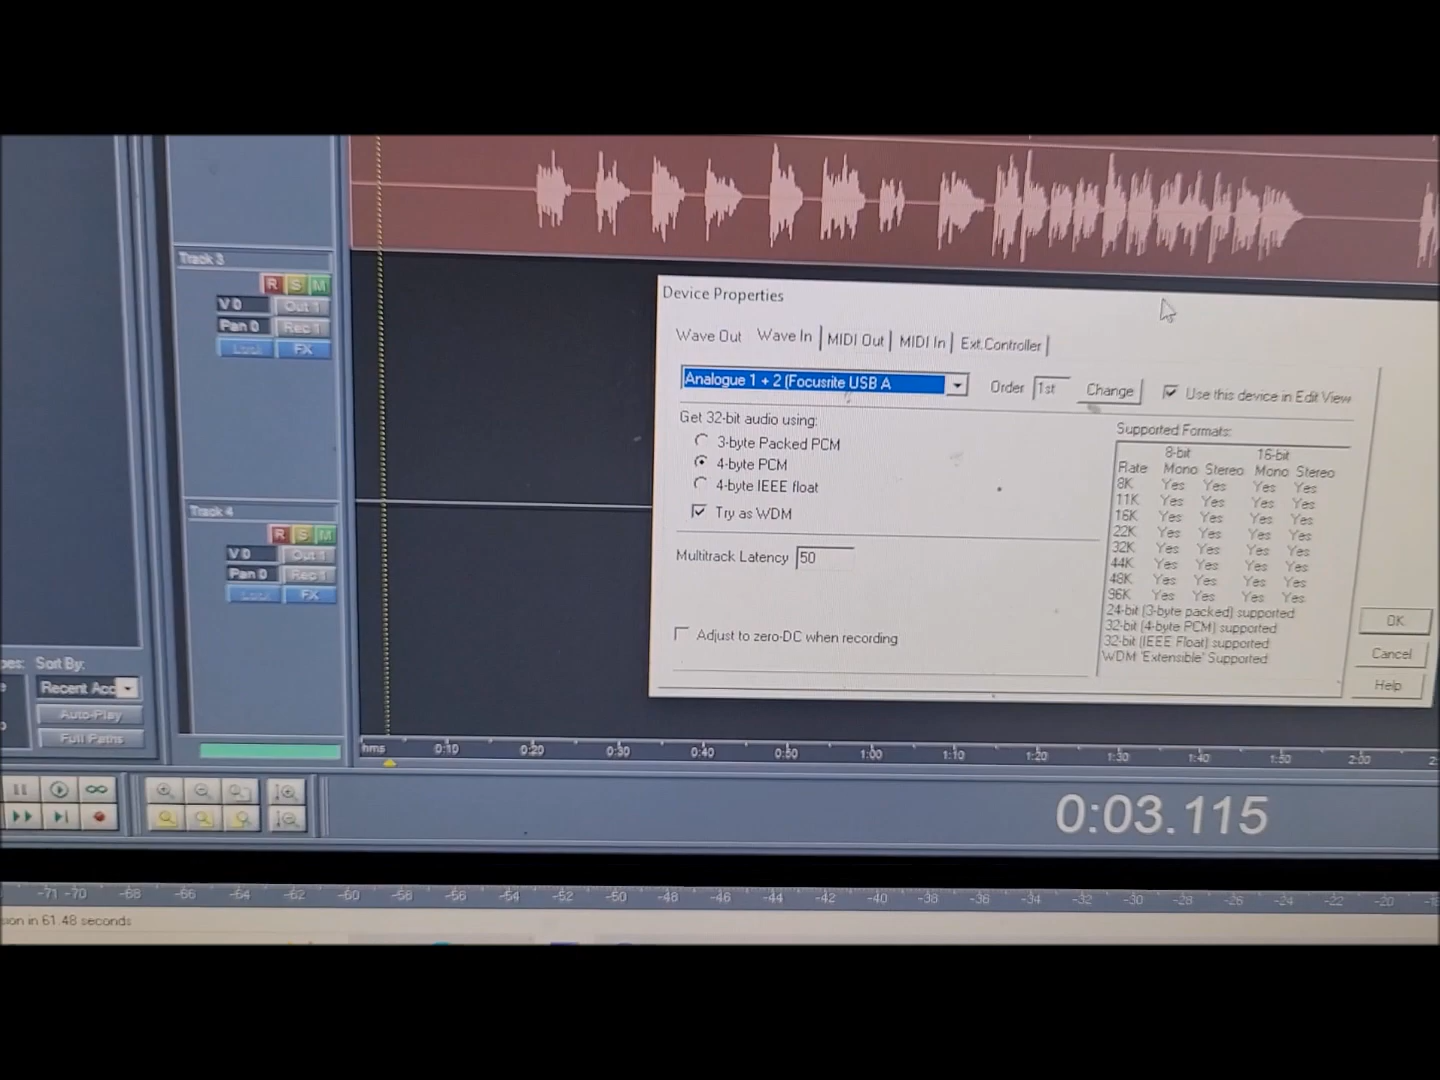 Track 3
R S M
V 0 Out 1
Pan 0 Rec 1
Lock FX
Track 4
R S M
V 0 Out 1
Pan 0 Rec 1
Lock FX
Device Properties
Wave Out Wave In MIDI Out MIDI In Ext.Controller
Analogue 1 + 2 (Focusrite USB A
Order 1st Change
Use this device in Edit View
Get 32-bit audio using:
3-byte Packed PCM
4-byte PCM
4-byte IEEE float
Try as WDM
Multitrack Latency 50
Adjust to zero-DC when recording
Supported Formats:
8-bit 16-bit
Rate Mono Stereo Mono Stereo
8K Yes Yes Yes Yes
11K Yes Yes Yes Yes
16K Yes Yes Yes Yes
22K Yes Yes Yes Yes
32K Yes Yes Yes Yes
44K Yes Yes Yes Yes
48K Yes Yes Yes Yes
96K Yes Yes Yes Yes
24-bit (3-byte packed) supported
32-bit (4-byte PCM) supported
32-bit (IEEE Float) supported
WDM 'Extensible' Supported
OK
Cancel
Help
pes: Sort By:
Recent Acc
Auto-Play
Full Paths
hms 0:10 0:20 0:30 0:40 0:50 1:00 1:10 1:20 1:30 1:40 1:50 2:00
0:03.115
-71 -70 -68 -66 -64 -62 -60 -58 -56 -54 -52 -50 -48 -46 -44 -42 -40 -38 -36 -34 -32 -30 -28 -26 -24 -22 -20 -18
sion in 61.48 seconds